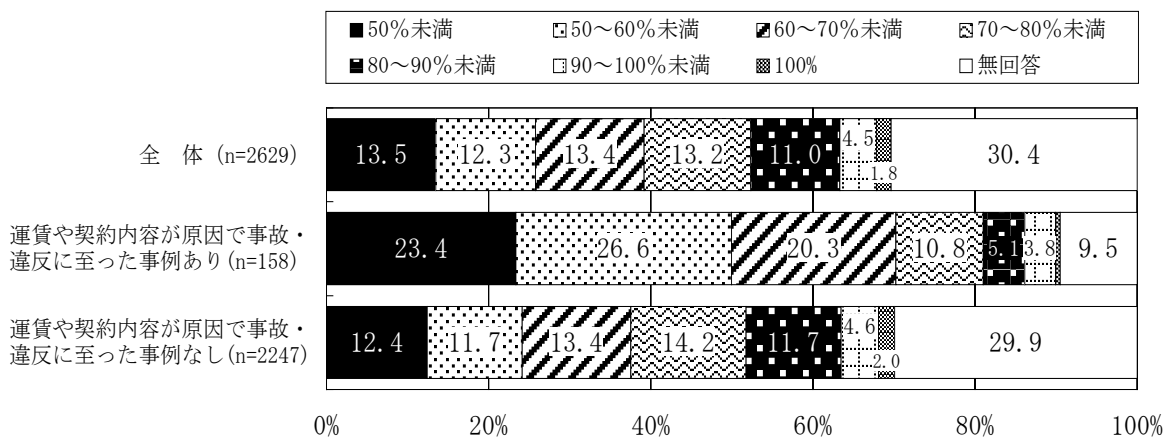 ■50%未満 50～60%未満 60～70%未満 70～80%未満
80～90%未満 90～100%未満 100% □無回答
全　体 (n=2629)
13.5 12.3 13.4 13.2 11.0 4.5 1.8 30.4
運賃や契約内容が原因で事故・
違反に至った事例あり(n=158)
23.4 26.6 20.3 10.8 5.1 3.8 9.5
運賃や契約内容が原因で事故・
違反に至った事例なし(n=2247)
12.4 11.7 13.4 14.2 11.7 4.6 2.0 29.9
0% 20% 40% 60% 80% 100%